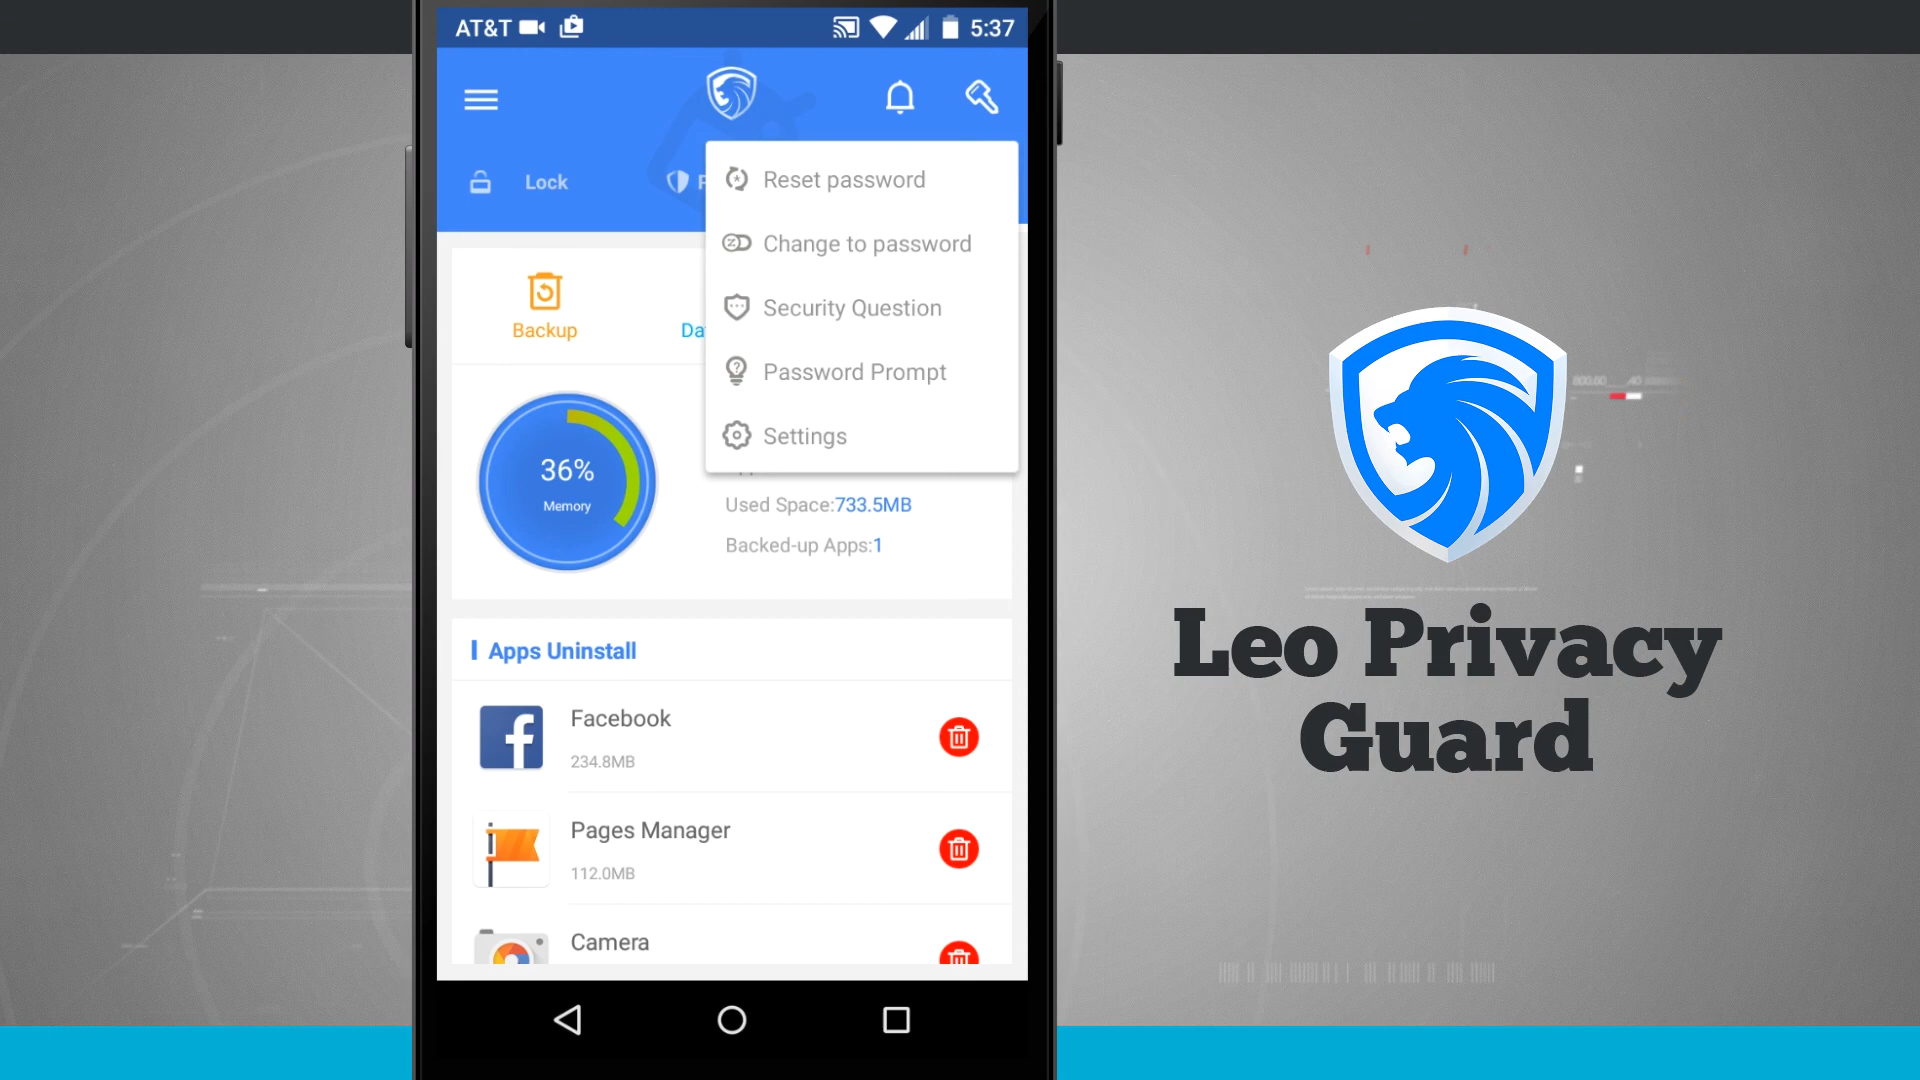 AT&T
5:37
Lock
Reset password
Change to password
Security Question
Password Prompt
Settings
Backup
36%
Memory
Used Space:733.5MB
Backed-up Apps:1
Apps Uninstall
Facebook
234.8MB
Pages Manager
112.0MB
Camera
Leo Privacy
Guard